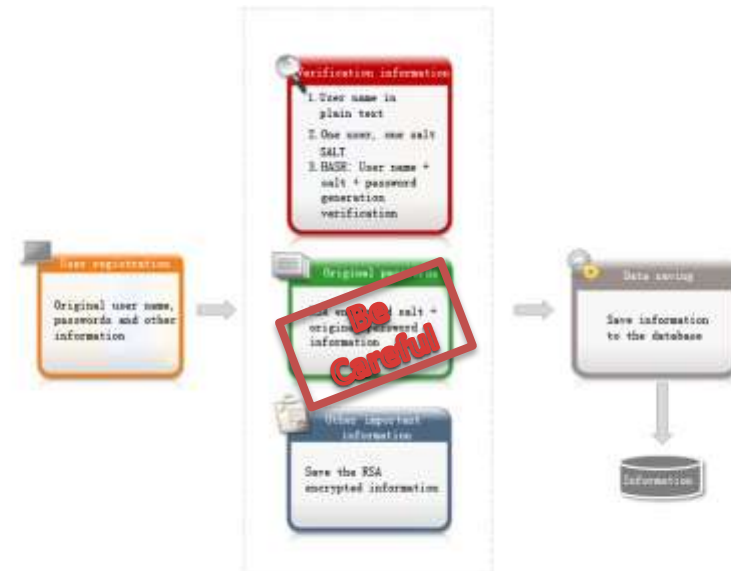 Verification information
1. User name in
plain text
2. One user, one salt
SALT
3. HASH: User name +
salt + password
generation
verification
User registration
Original user name,
passwords and other
information
Original
salt +
original password
information
Be
Careful
Other important
information
Save the RSA
encrypted information
Data saving
Save information
to the database
Information